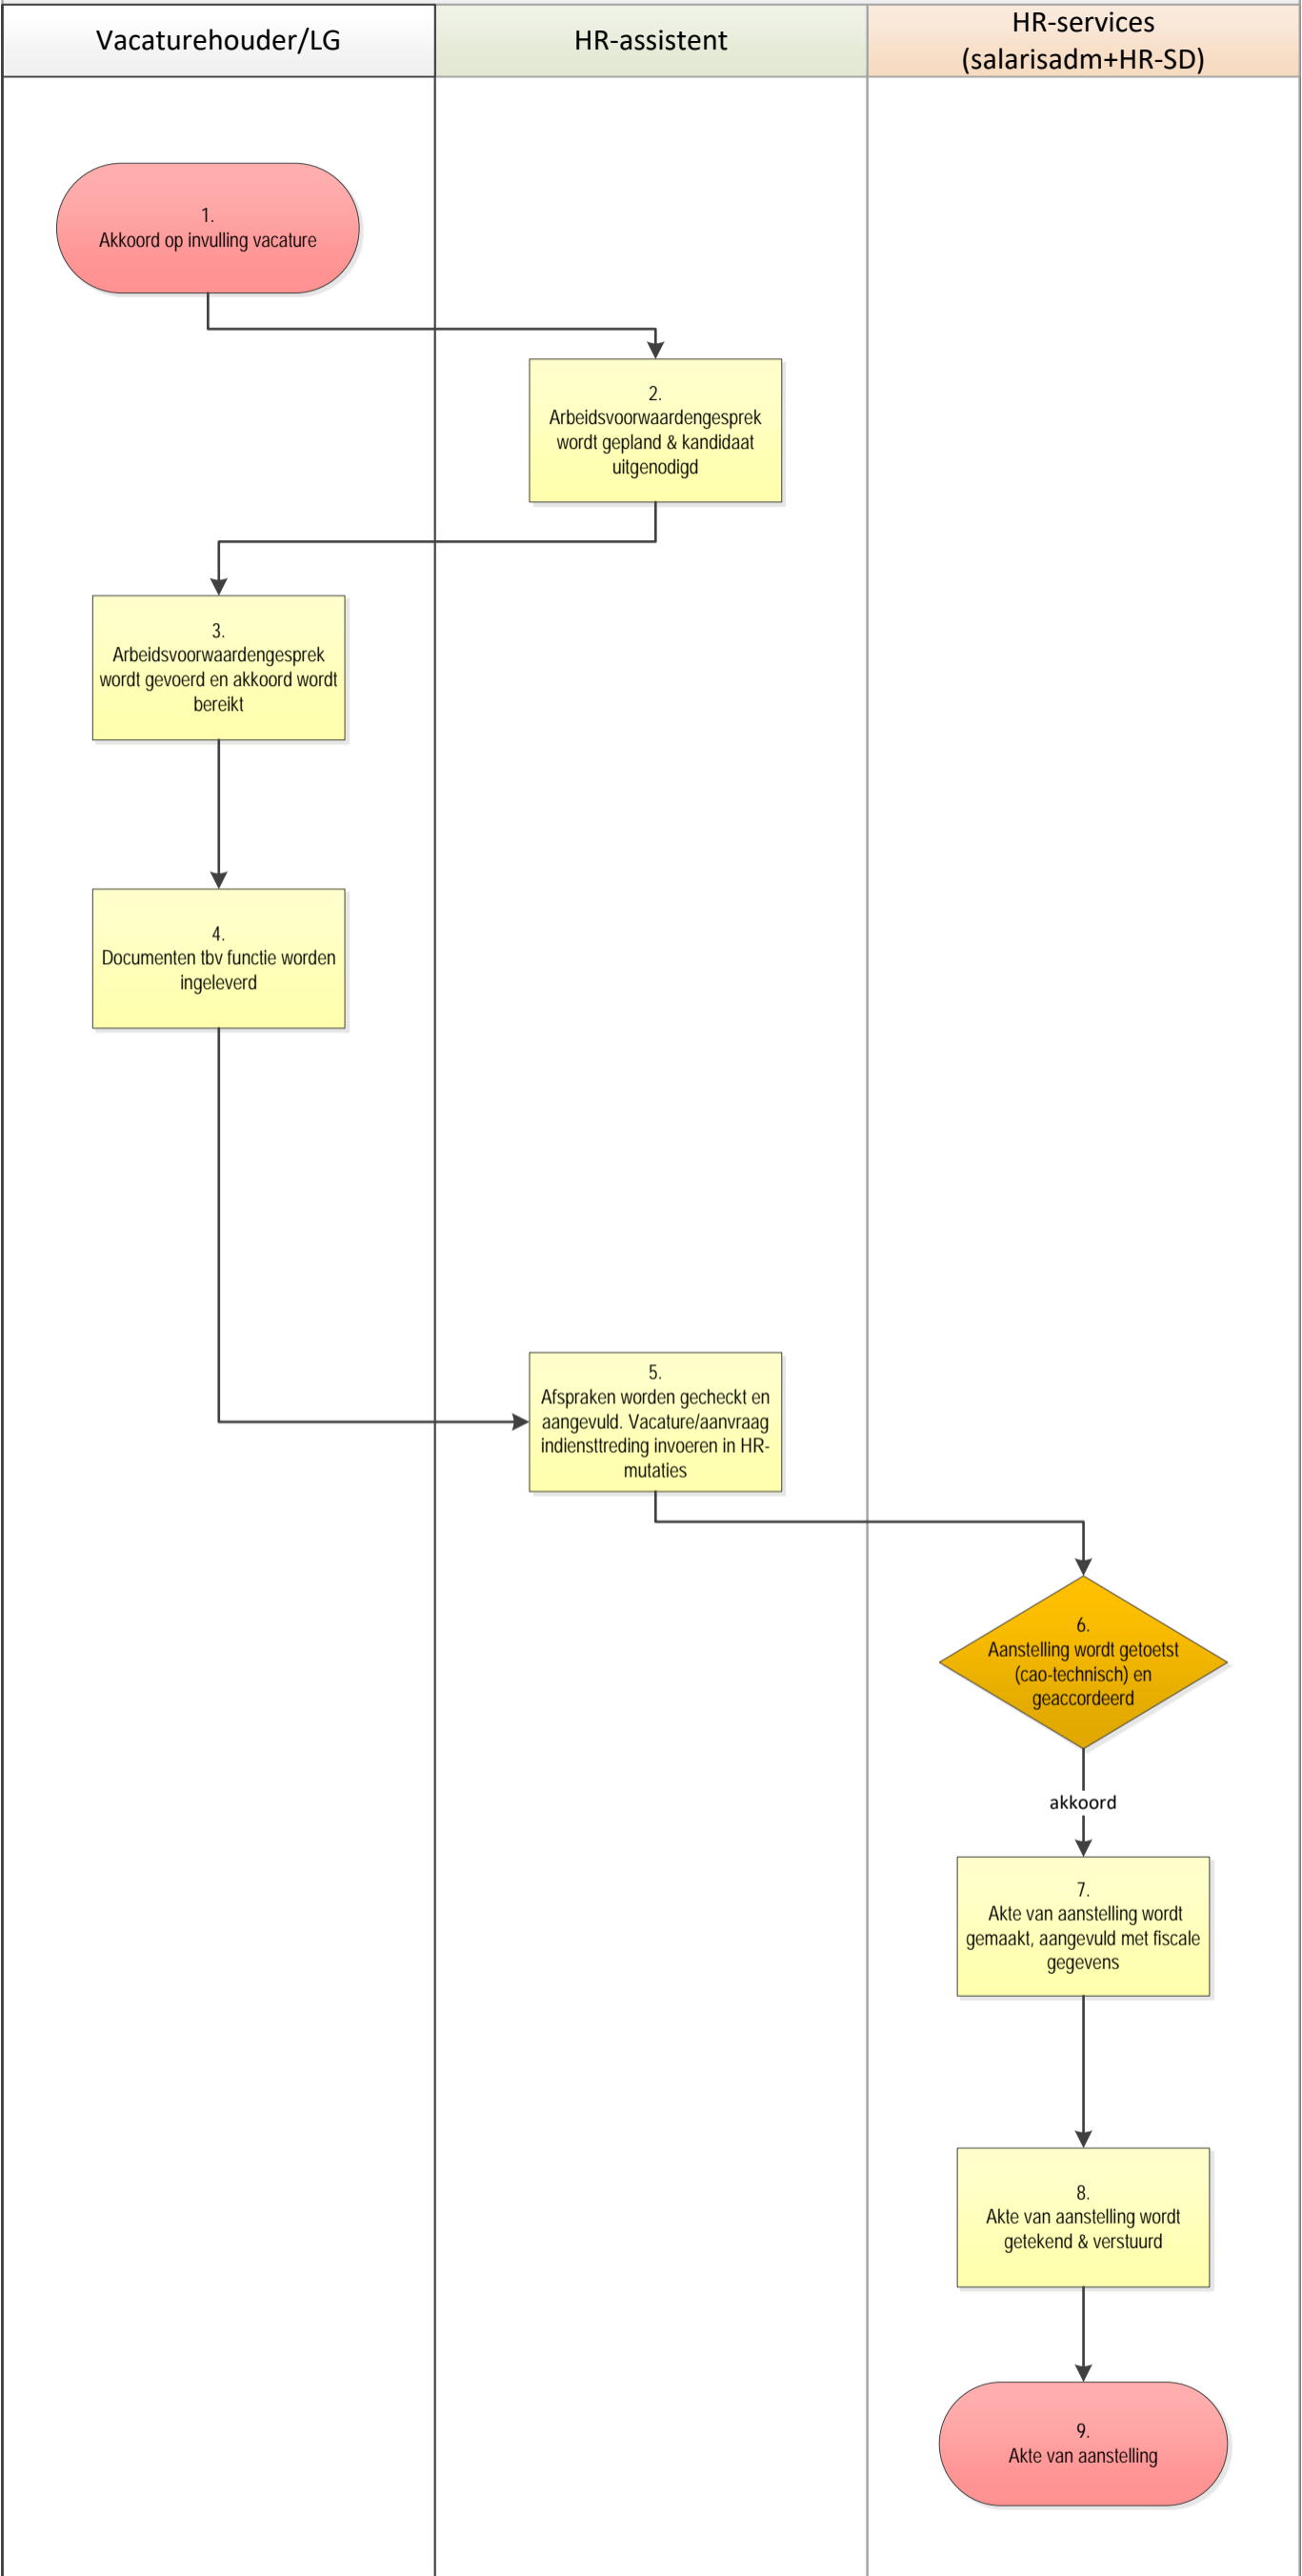 Vacaturehouder/LG
HR-assistent
HR-services
(salarisadm+HR-SD)
1.
Akkoord op invulling vacature
2.
Arbeidsvoorwaardengesprek
wordt gepland & kandidaat
uitgenodigd
3.
Arbeidsvoorwaardengesprek
wordt gevoerd en akkoord wordt
bereikt
4.
Documenten tbv functie worden
ingeleverd
5.
Afspraken worden gecheckt en
aangevuld. Vacature/aanvraag
indiensttreding invoeren in HR-
mutaties
6.
Aanstelling wordt getoetst
(cao-technisch) en
geaccordeerd
akkoord
7.
Akte van aanstelling wordt
gemaakt, aangevuld met fiscale
gegevens
8.
Akte van aanstelling wordt
getekend & verstuurd
9.
Akte van aanstelling